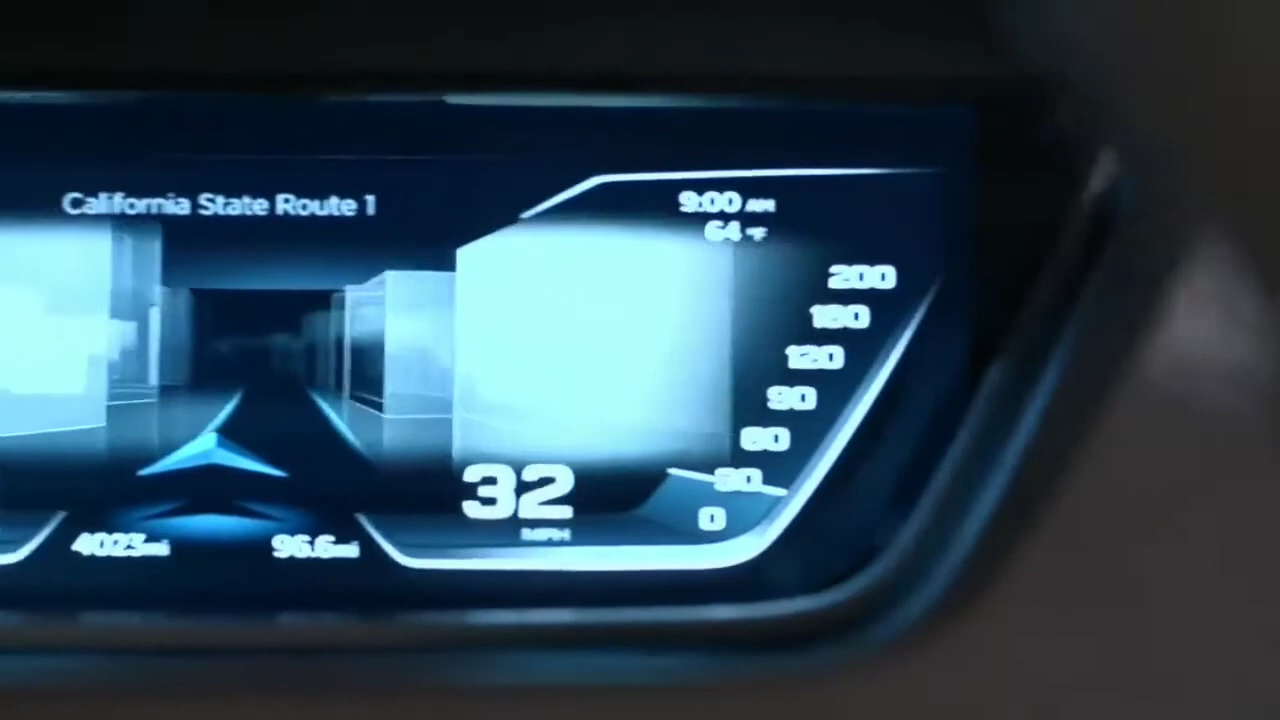 California State Route 1
9:00 AM
64 °F
200
160
120
90
60
30
0
32
MPH
4023mi
96.6mi